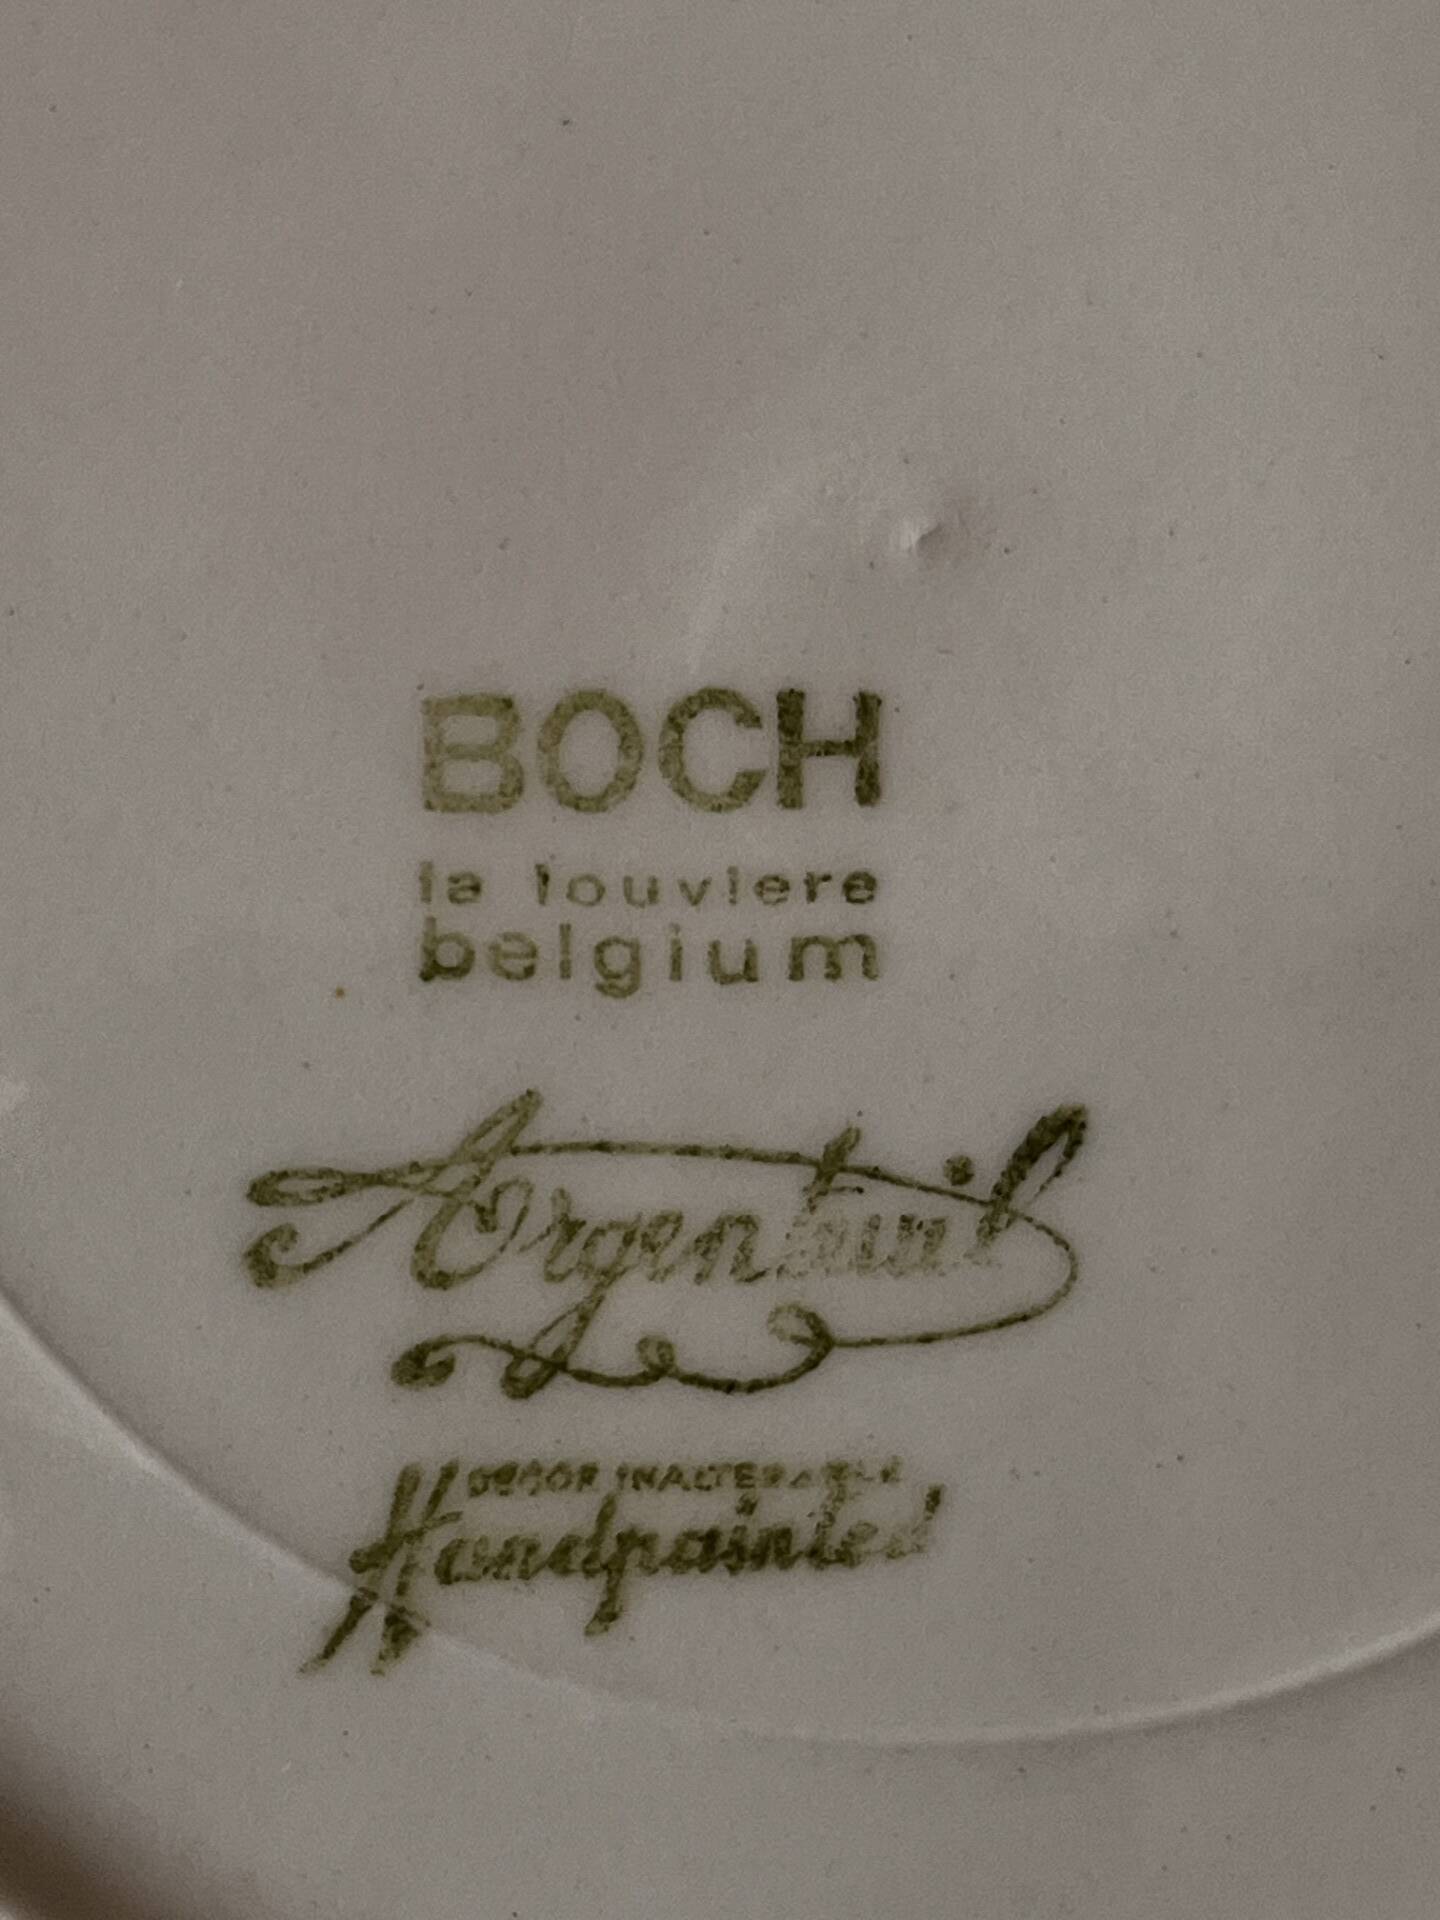 BOCH
la louviere
belgium
Argenteuil
DECOR INALTERABLE
Handpainted